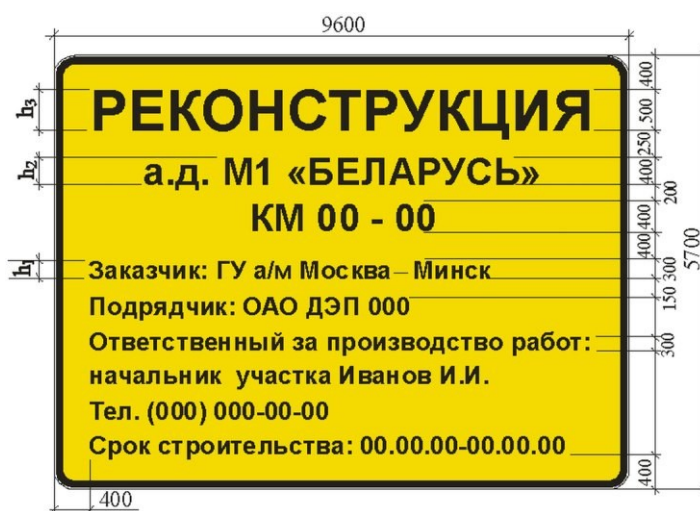 9600
РЕКОНСТРУКЦИЯ
а.д. М1 «БЕЛАРУСЬ»
КМ 00 - 00
Заказчик: ГУ а/м Москва – Минск
Подрядчик: ОАО ДЭП 000
Ответственный за производство работ:
начальник участка Иванов И.И.
Тел. (000) 000-00-00
Срок строительства: 00.00.00-00.00.00
h3
h2
h1
400
500
250
400
200
400
400
300
150
300
400
5700
400